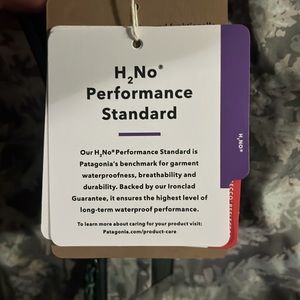 H₂No®
Performance
Standard
Our H₂No® Performance Standard is
Patagonia's benchmark for garment
waterproofness, breathability and
durability. Backed by our Ironclad
Guarantee, it ensures the highest level of
long-term waterproof performance.
To learn more about caring for your product visit:
Patagonia.com/product-care
H₂NO®